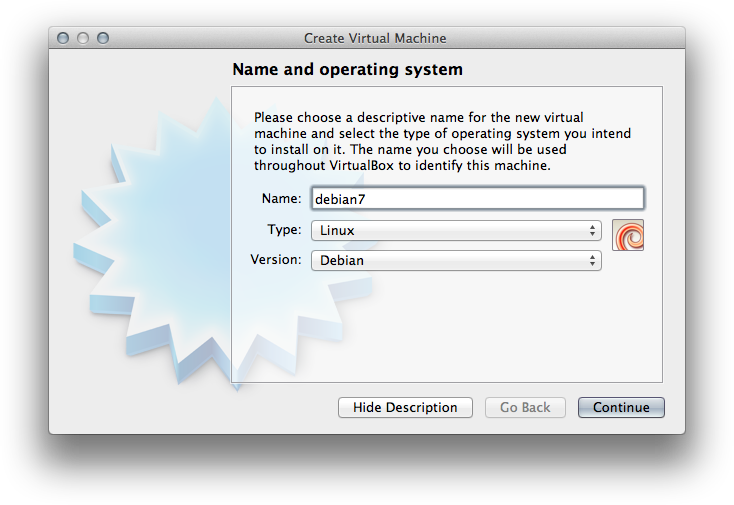 Create Virtual Machine
Name and operating system
Please choose a descriptive name for the new virtual
machine and select the type of operating system you intend
to install on it. The name you choose will be used
throughout VirtualBox to identify this machine.
Name: debian7
Type: Linux
Version: Debian
Hide Description Go Back Continue